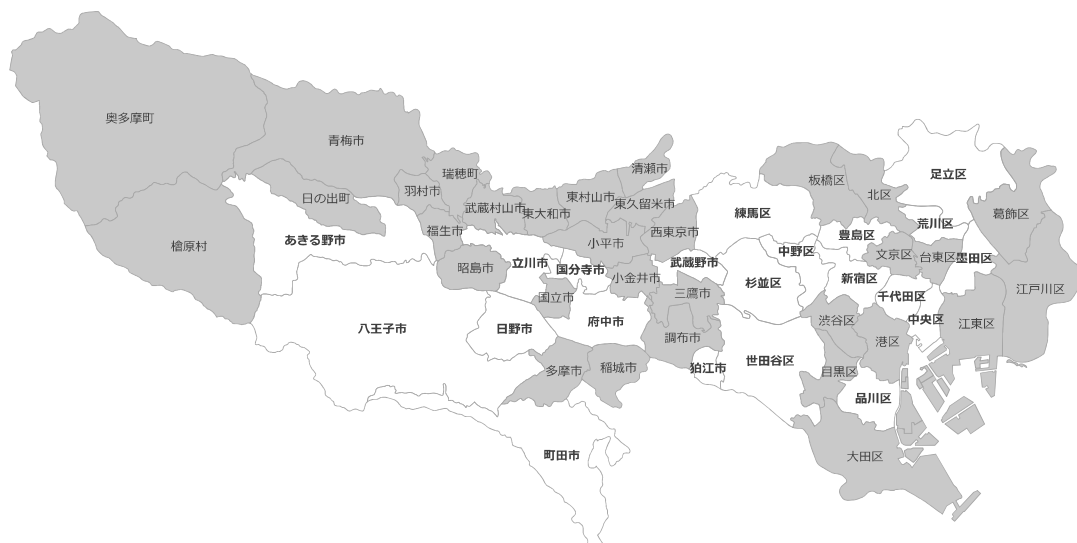 奥多摩町
青梅市
瑞穂町
清瀬市
足立区
日の出町
羽村市
武蔵村山市
東大和市
東村山市
東久留米市
板橋区
北区
葛飾区
檜原村
あきる野市
福生市
小平市
西東京市
練馬区
豊島区
荒川区
昭島市
立川市
国分寺市
小金井市
武蔵野市
中野区
文京区
台東区
墨田区
江戸川区
国立市
三鷹市
杉並区
新宿区
千代田区
八王子市
日野市
府中市
調布市
渋谷区
中央区
江東区
港区
多摩市
稲城市
狛江市
世田谷区
目黒区
品川区
町田市
大田区